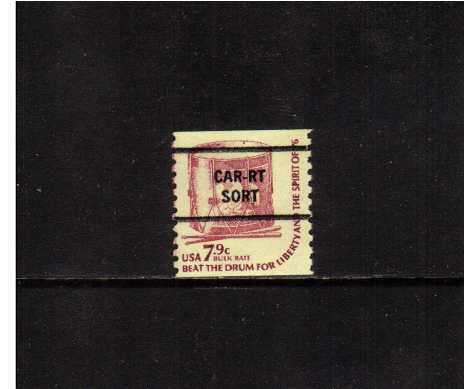 CAR-RT
SORT
USA 7.9c
BULK RATE
BEAT THE DRUM FOR LIBERTY AND THE SPIRIT OF 76